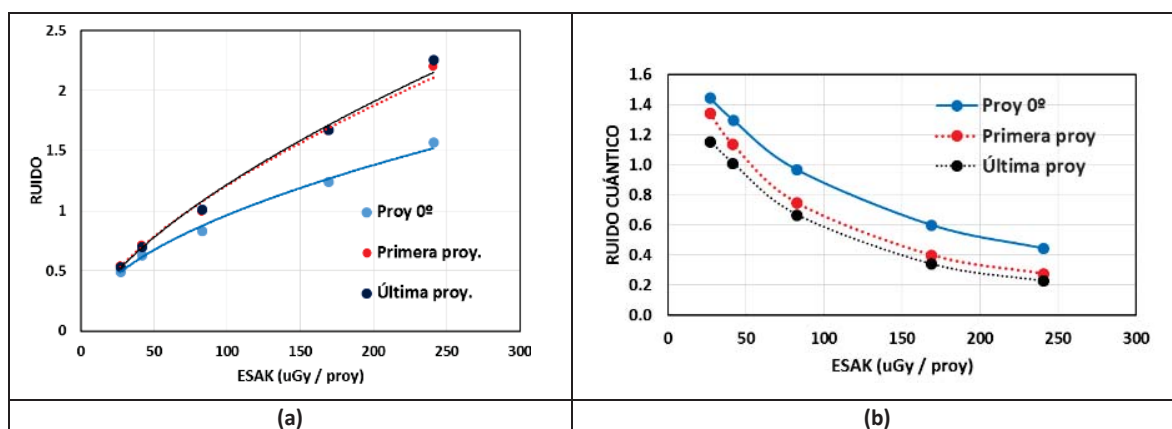 2.5
2
1.5
1
0.5
0
RUIDO
Proy 0º
Primera proy.
Última proy.
0 50 100 150 200 250 300
ESAK (uGy / proy)
(a)
1.6
1.4
1.2
1.0
0.8
0.6
0.4
0.2
0.0
RUIDO CUÁNTICO
Proy 0º
Primera proy
Última proy
0 50 100 150 200 250 300
ESAK (uGy / proy)
(b)